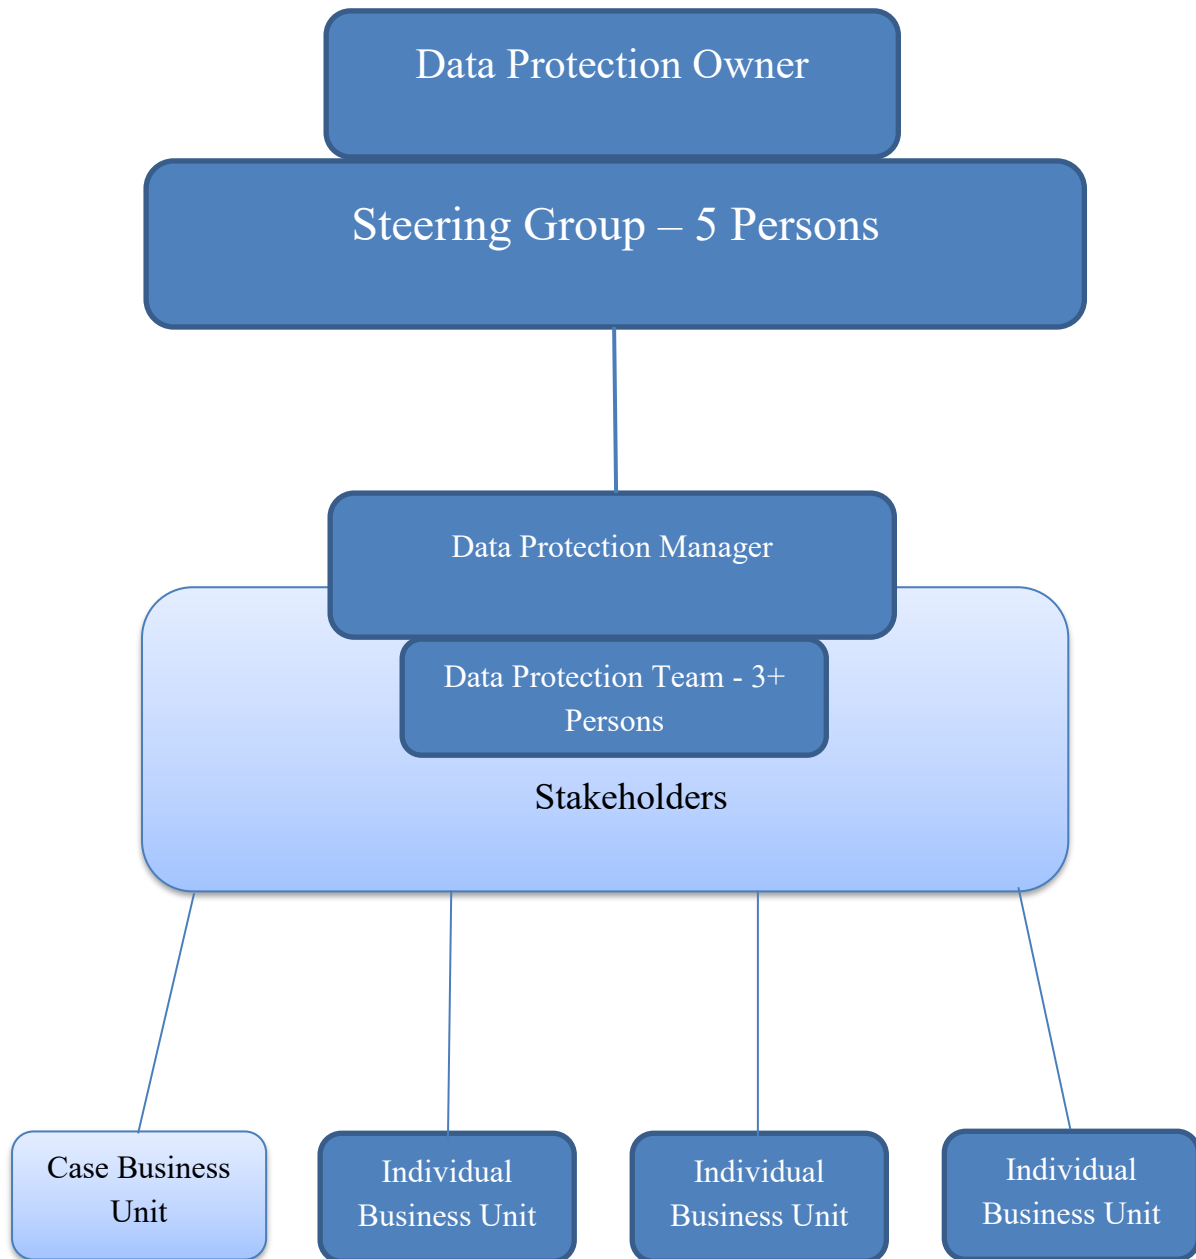 Data Protection Owner
Steering Group – 5 Persons
Data Protection Manager
Data Protection Team - 3+
Persons
Stakeholders
Case Business
Unit
Individual
Business Unit
Individual
Business Unit
Individual
Business Unit